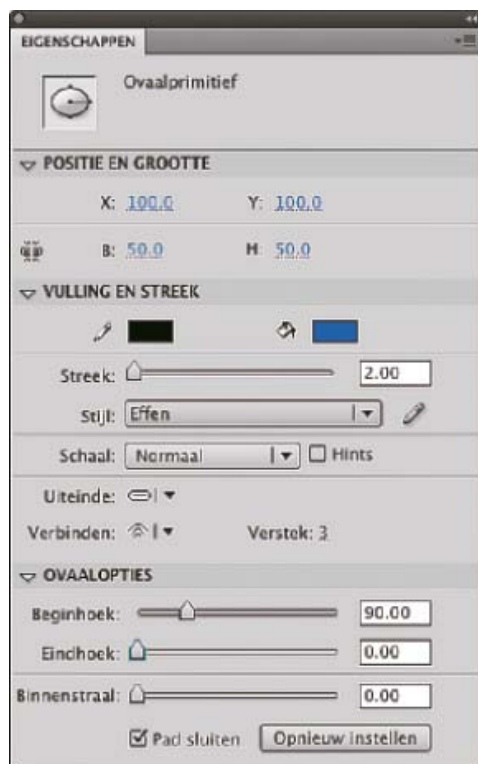 EIGENSCHAPPEN
Ovaalprimitief
POSITIE EN GROOTTE
X: 100.0 Y: 100.0
B: 50.0 H: 50.0
VULLING EN STREEK
Streek: 2.00
Stijl: Effen
Schaal: Normaal Hints
Uiteinde:
Verbinden: Verstek: 3
OVAALOPTIES
Beginhoek: 90.00
Eindhoek: 0.00
Binnenstraal: 0.00
Pad sluiten Opnieuw instellen